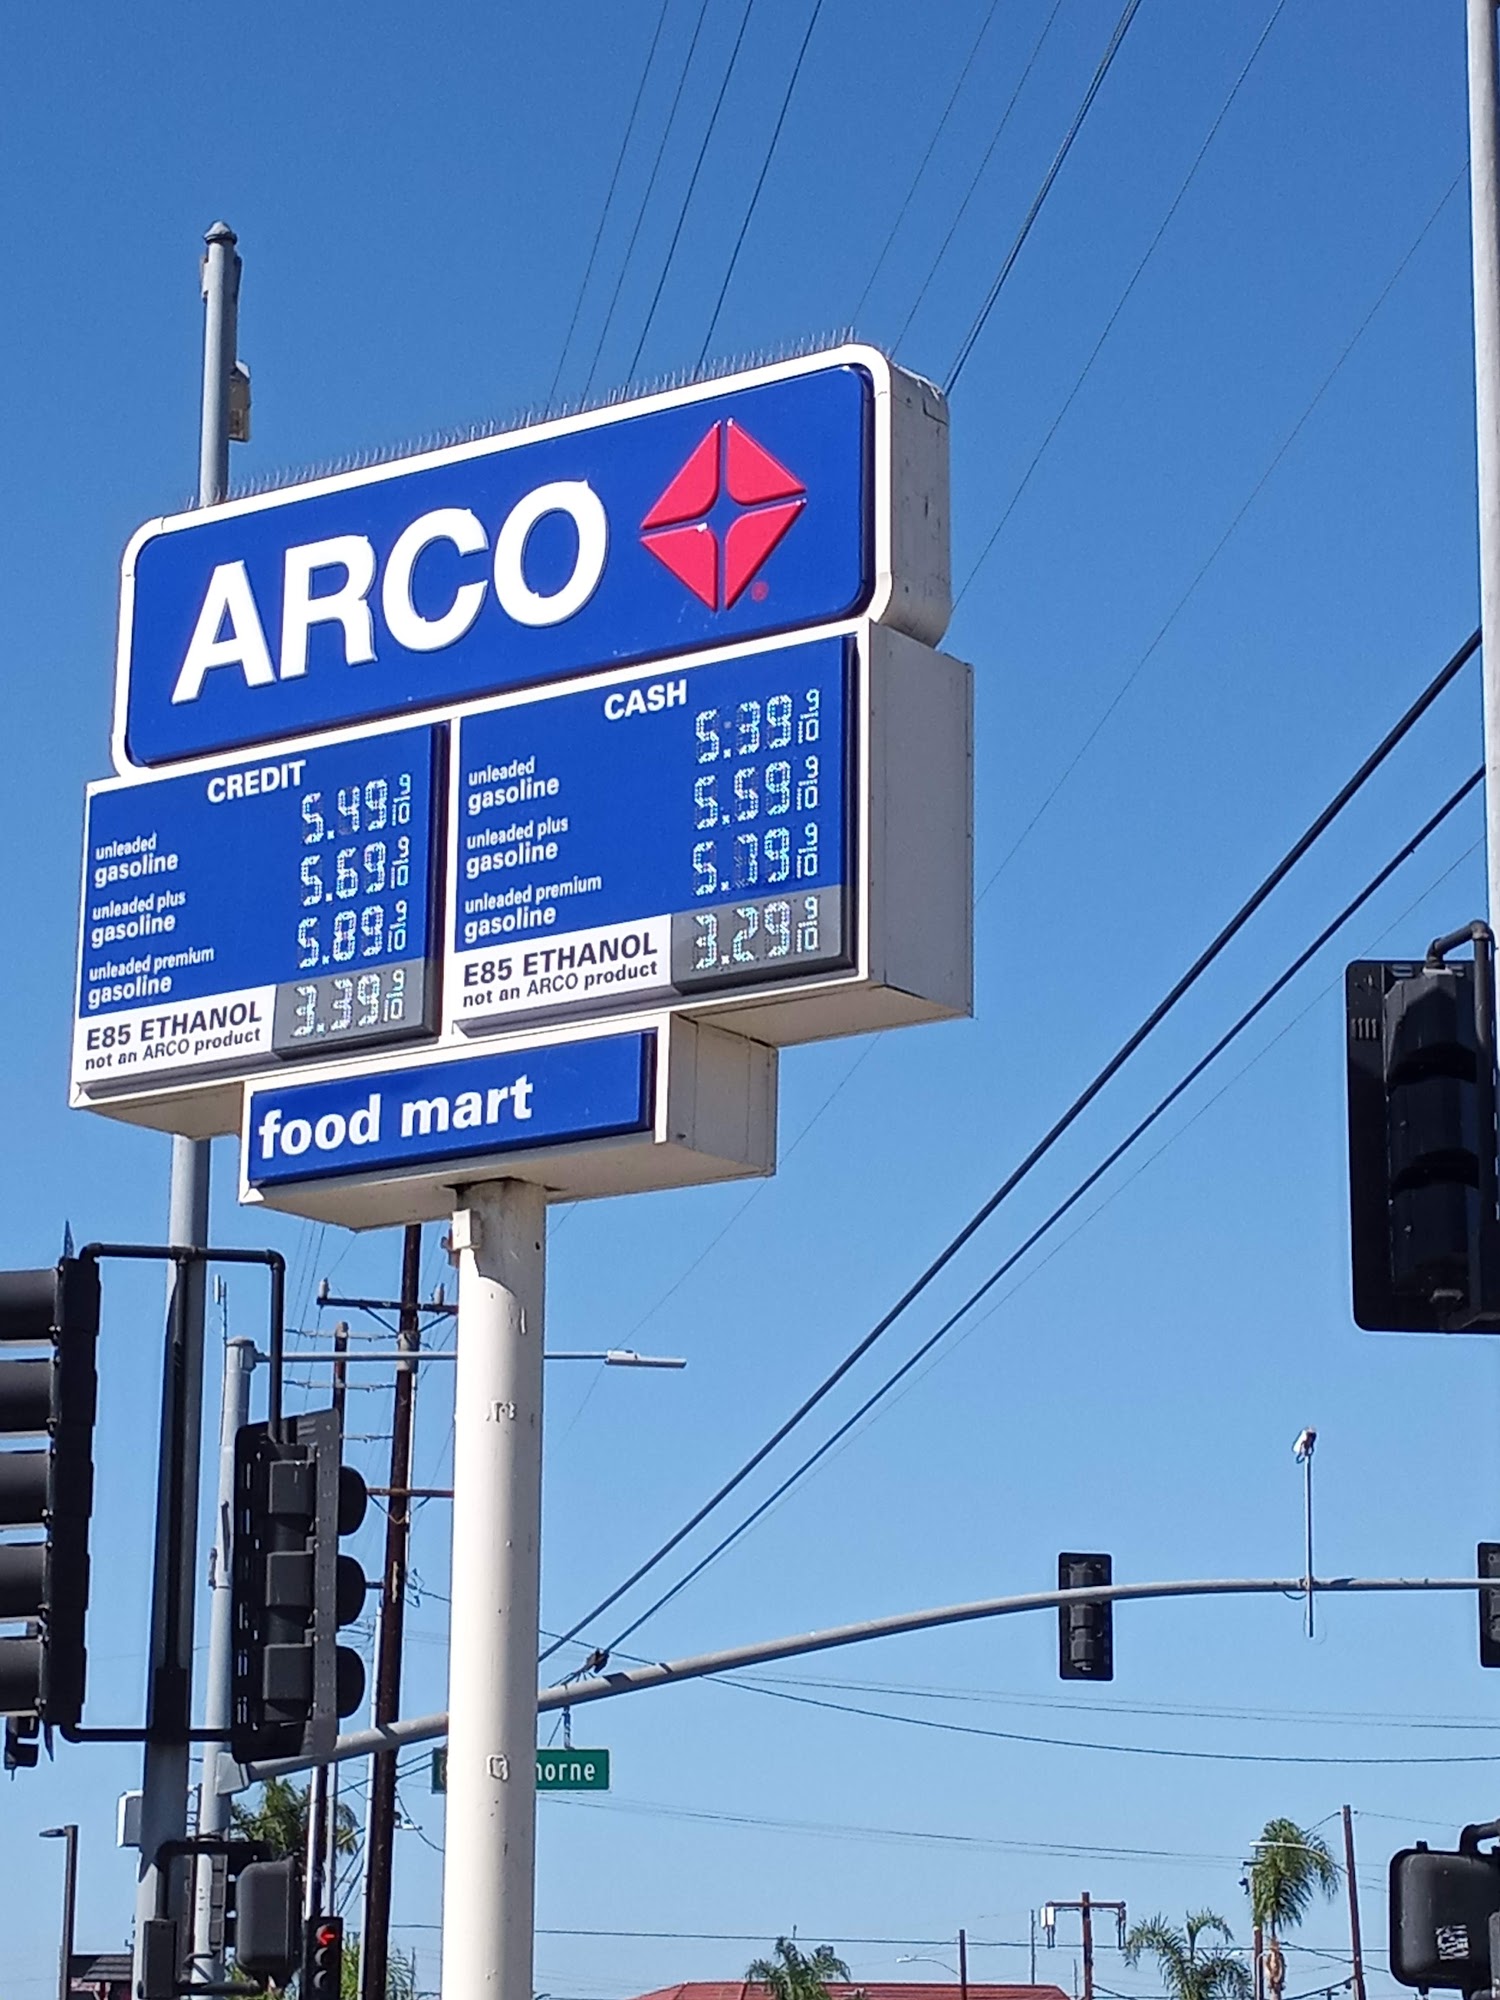 ARCO
CREDIT
unleaded
gasoline
5.49 9/10
unleaded plus
gasoline
5.69 9/10
unleaded premium
gasoline
5.89 9/10
E85 ETHANOL
not an ARCO product
3.39 9/10
CASH
unleaded
gasoline
5.39 9/10
unleaded plus
gasoline
5.59 9/10
unleaded premium
gasoline
5.79 9/10
E85 ETHANOL
not an ARCO product
3.29 9/10
food mart
horne